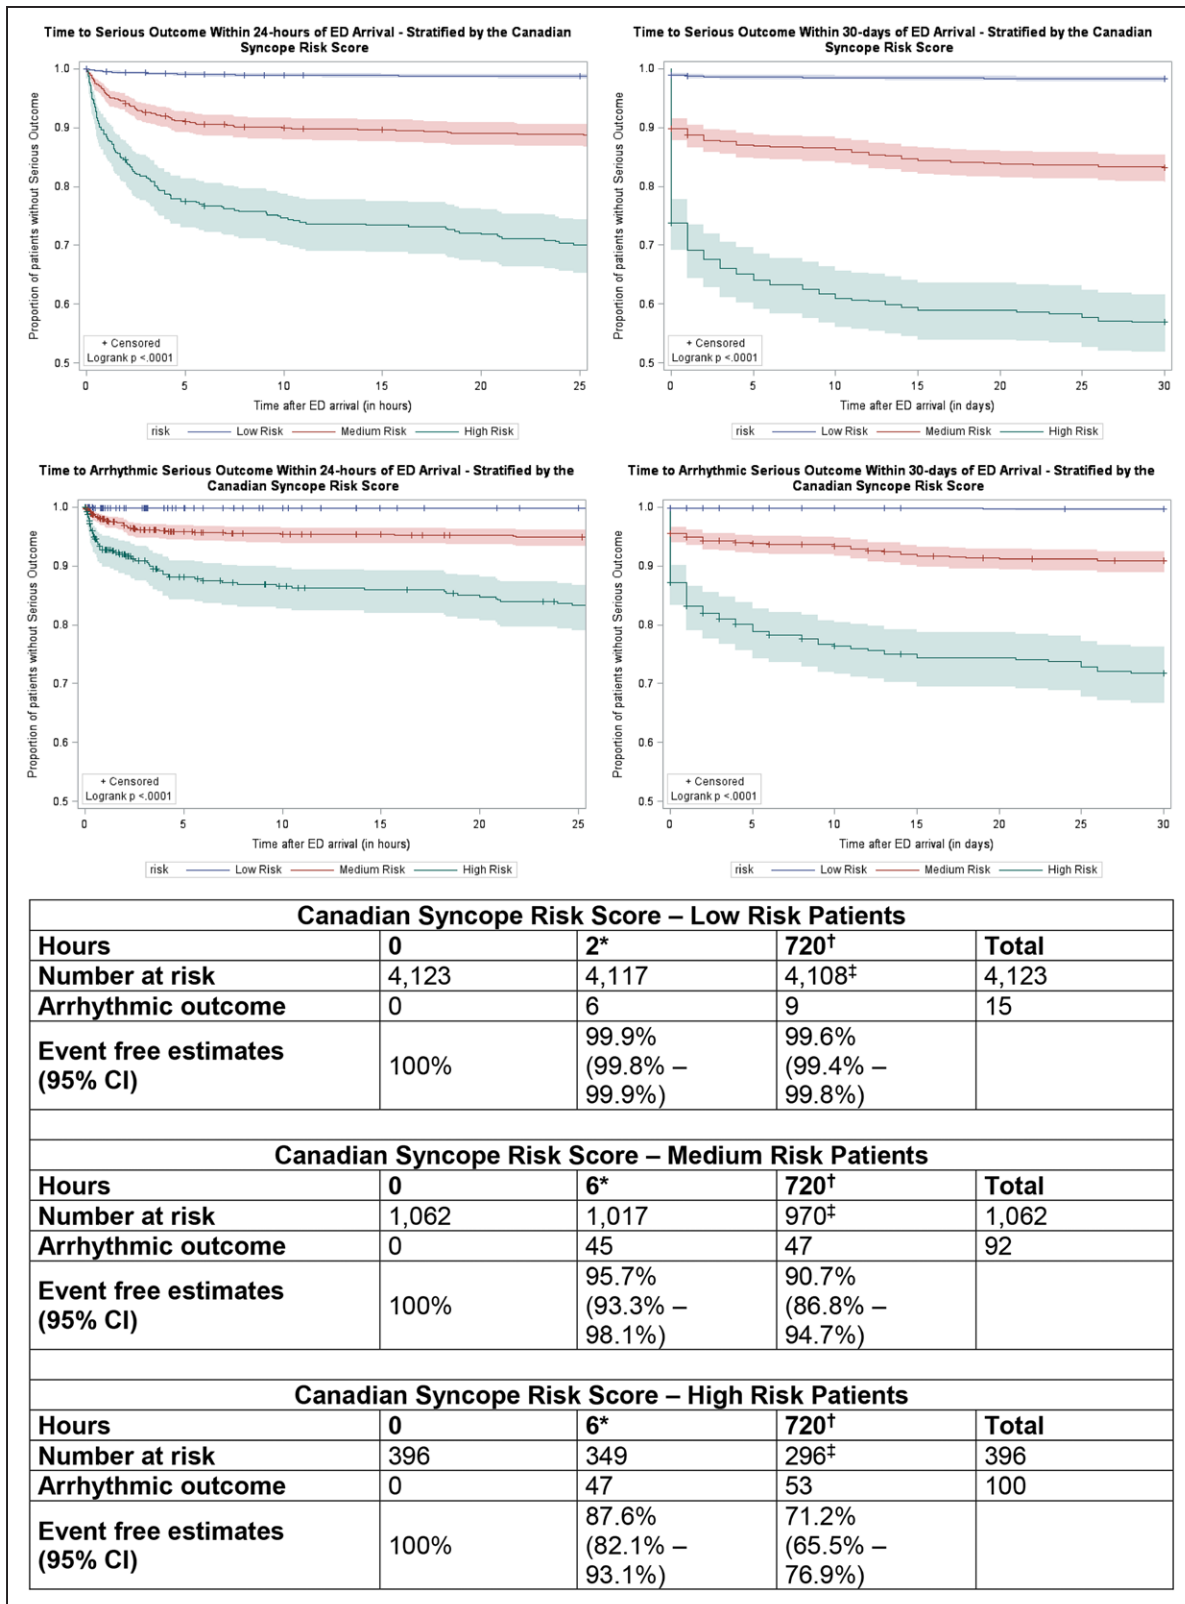 Time to Serious Outcome Within 24-hours of ED Arrival - Stratified by the Canadian
Syncope Risk Score
Proportion of patients without Serious Outcome
1.0
0.9
0.8
0.7
0.6
0.5
+ Censored
Logrank p <.0001
0 5 10 15 20 25
Time after ED arrival (in hours)
risk Low Risk Medium Risk High Risk
Time to Serious Outcome Within 30-days of ED Arrival - Stratified by the Canadian
Syncope Risk Score
Proportion of patients without Serious Outcome
1.0
0.9
0.8
0.7
0.6
0.5
+ Censored
Logrank p <.0001
0 5 10 15 20 25 30
Time after ED arrival (in days)
risk Low Risk Medium Risk High Risk
Time to Arrhythmic Serious Outcome Within 24-hours of ED Arrival - Stratified by the
Canadian Syncope Risk Score
Proportion of patients without Serious Outcome
1.0
0.9
0.8
0.7
0.6
0.5
+ Censored
Logrank p <.0001
0 5 10 15 20 25
Time after ED arrival (in hours)
risk Low Risk Medium Risk High Risk
Time to Arrhythmic Serious Outcome Within 30-days of ED Arrival - Stratified by the
Canadian Syncope Risk Score
Proportion of patients without Serious Outcome
1.0
0.9
0.8
0.7
0.6
0.5
+ Censored
Logrank p <.0001
0 5 10 15 20 25 30
Time after ED arrival (in days)
risk Low Risk Medium Risk High Risk
Canadian Syncope Risk Score – Low Risk Patients
Hours 0 2* 720† Total
Number at risk 4,123 4,117 4,108‡ 4,123
Arrhythmic outcome 0 6 9 15
Event free estimates
(95% CI)
100%
99.9%
(99.8% –
99.9%)
99.6%
(99.4% –
99.8%)
Canadian Syncope Risk Score – Medium Risk Patients
Hours 0 6* 720† Total
Number at risk 1,062 1,017 970‡ 1,062
Arrhythmic outcome 0 45 47 92
Event free estimates
(95% CI)
100%
95.7%
(93.3% –
98.1%)
90.7%
(86.8% –
94.7%)
Canadian Syncope Risk Score – High Risk Patients
Hours 0 6* 720† Total
Number at risk 396 349 296‡ 396
Arrhythmic outcome 0 47 53 100
Event free estimates
(95% CI)
100%
87.6%
(82.1% –
93.1%)
71.2%
(65.5% –
76.9%)